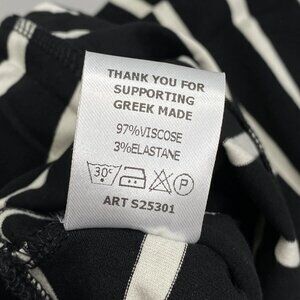 THANK YOU FOR
SUPPORTING
GREEK MADE
97%VISCOSE
3%ELASTANE
30° P
ART S25301